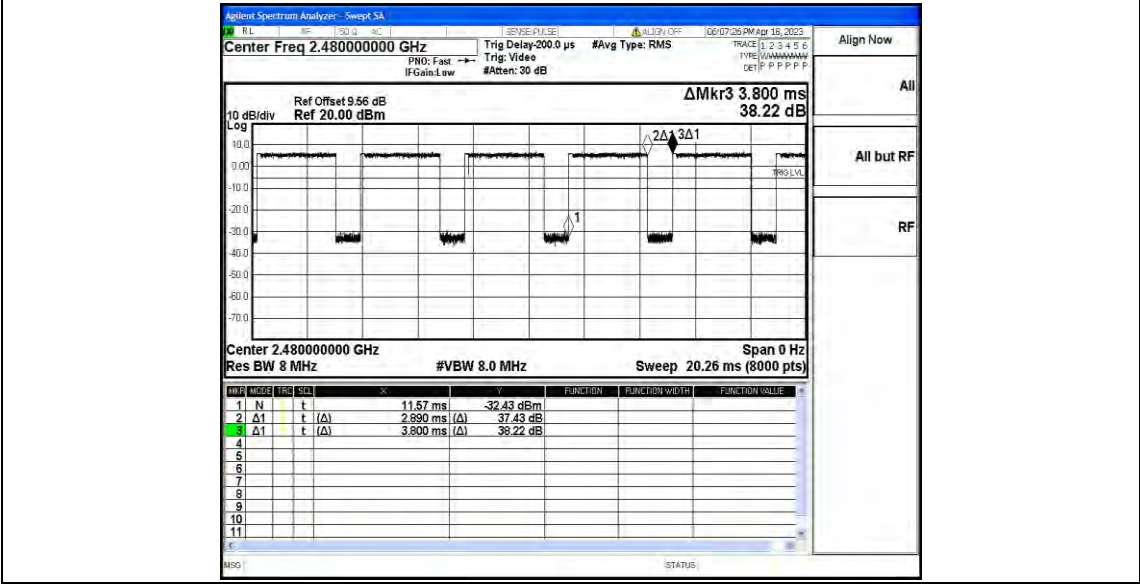 Agilent Spectrum Analyzer - Swept SA
RL RF 50 Ω AC SENSE:PULSE ALIGN OFF 06:07:26 PM Apr 18, 2023
Center Freq 2.480000000 GHz Trig Delay-200.0 µs #Avg Type: RMS TRACE 1 2 3 4 5 6
PNO: Fast Trig: Video TYPE WWWWWW
IFGain:Low #Atten: 30 dB DET P P P P P P
Align Now
All
All but RF
RF
ΔMkr3 3.800 ms
38.22 dB
Ref Offset 9.56 dB
10 dB/div Ref 20.00 dBm
Log
10.0
0.00
-10.0
-20.0
-30.0
-40.0
-50.0
-60.0
-70.0
2Δ1 3Δ1
TRIG LVL
1
Center 2.480000000 GHz Span 0 Hz
Res BW 8 MHz #VBW 8.0 MHz Sweep 20.26 ms (8000 pts)
MKR MODE TRC SCL X Y FUNCTION FUNCTION WIDTH FUNCTION VALUE
1 N t 11.57 ms -32.43 dBm
2 Δ1 t (Δ) 2.890 ms (Δ) 37.43 dB
3 Δ1 t (Δ) 3.800 ms (Δ) 38.22 dB
4
5
6
7
8
9
10
11
MSG STATUS